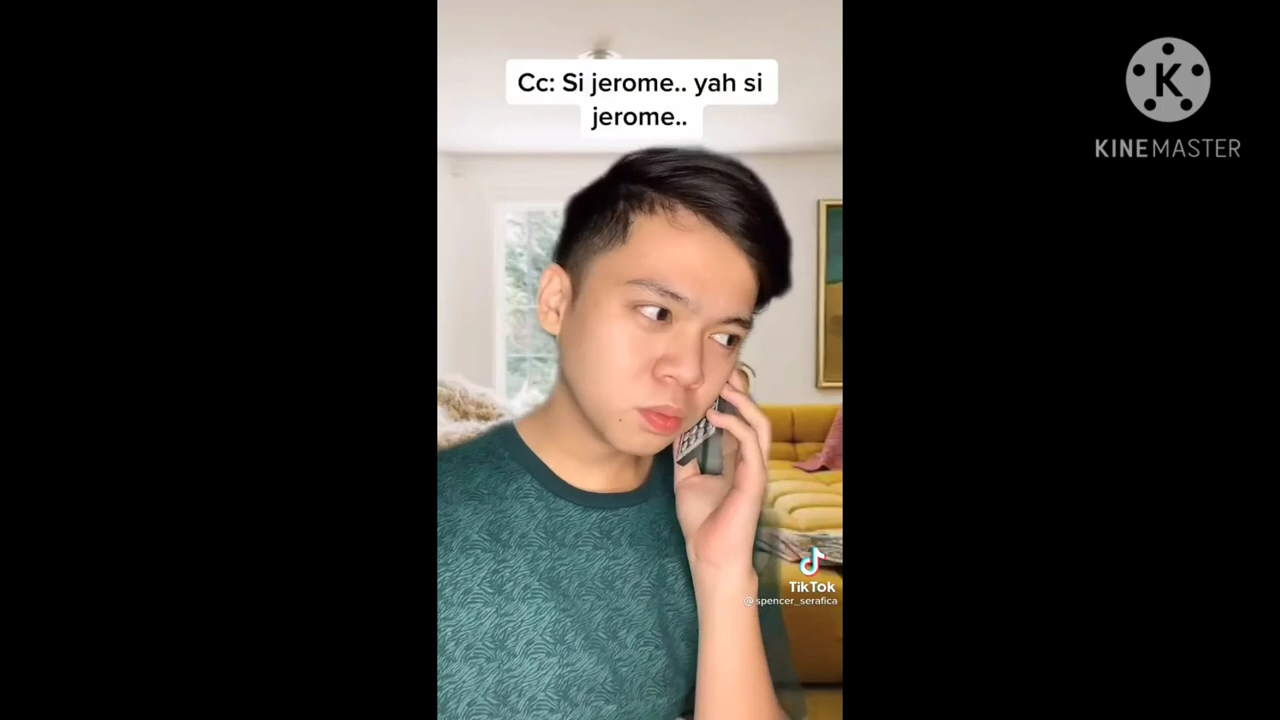 Cc: Si jerome.. yah si
jerome..
KINEMASTER
TikTok
@spencer_serafica